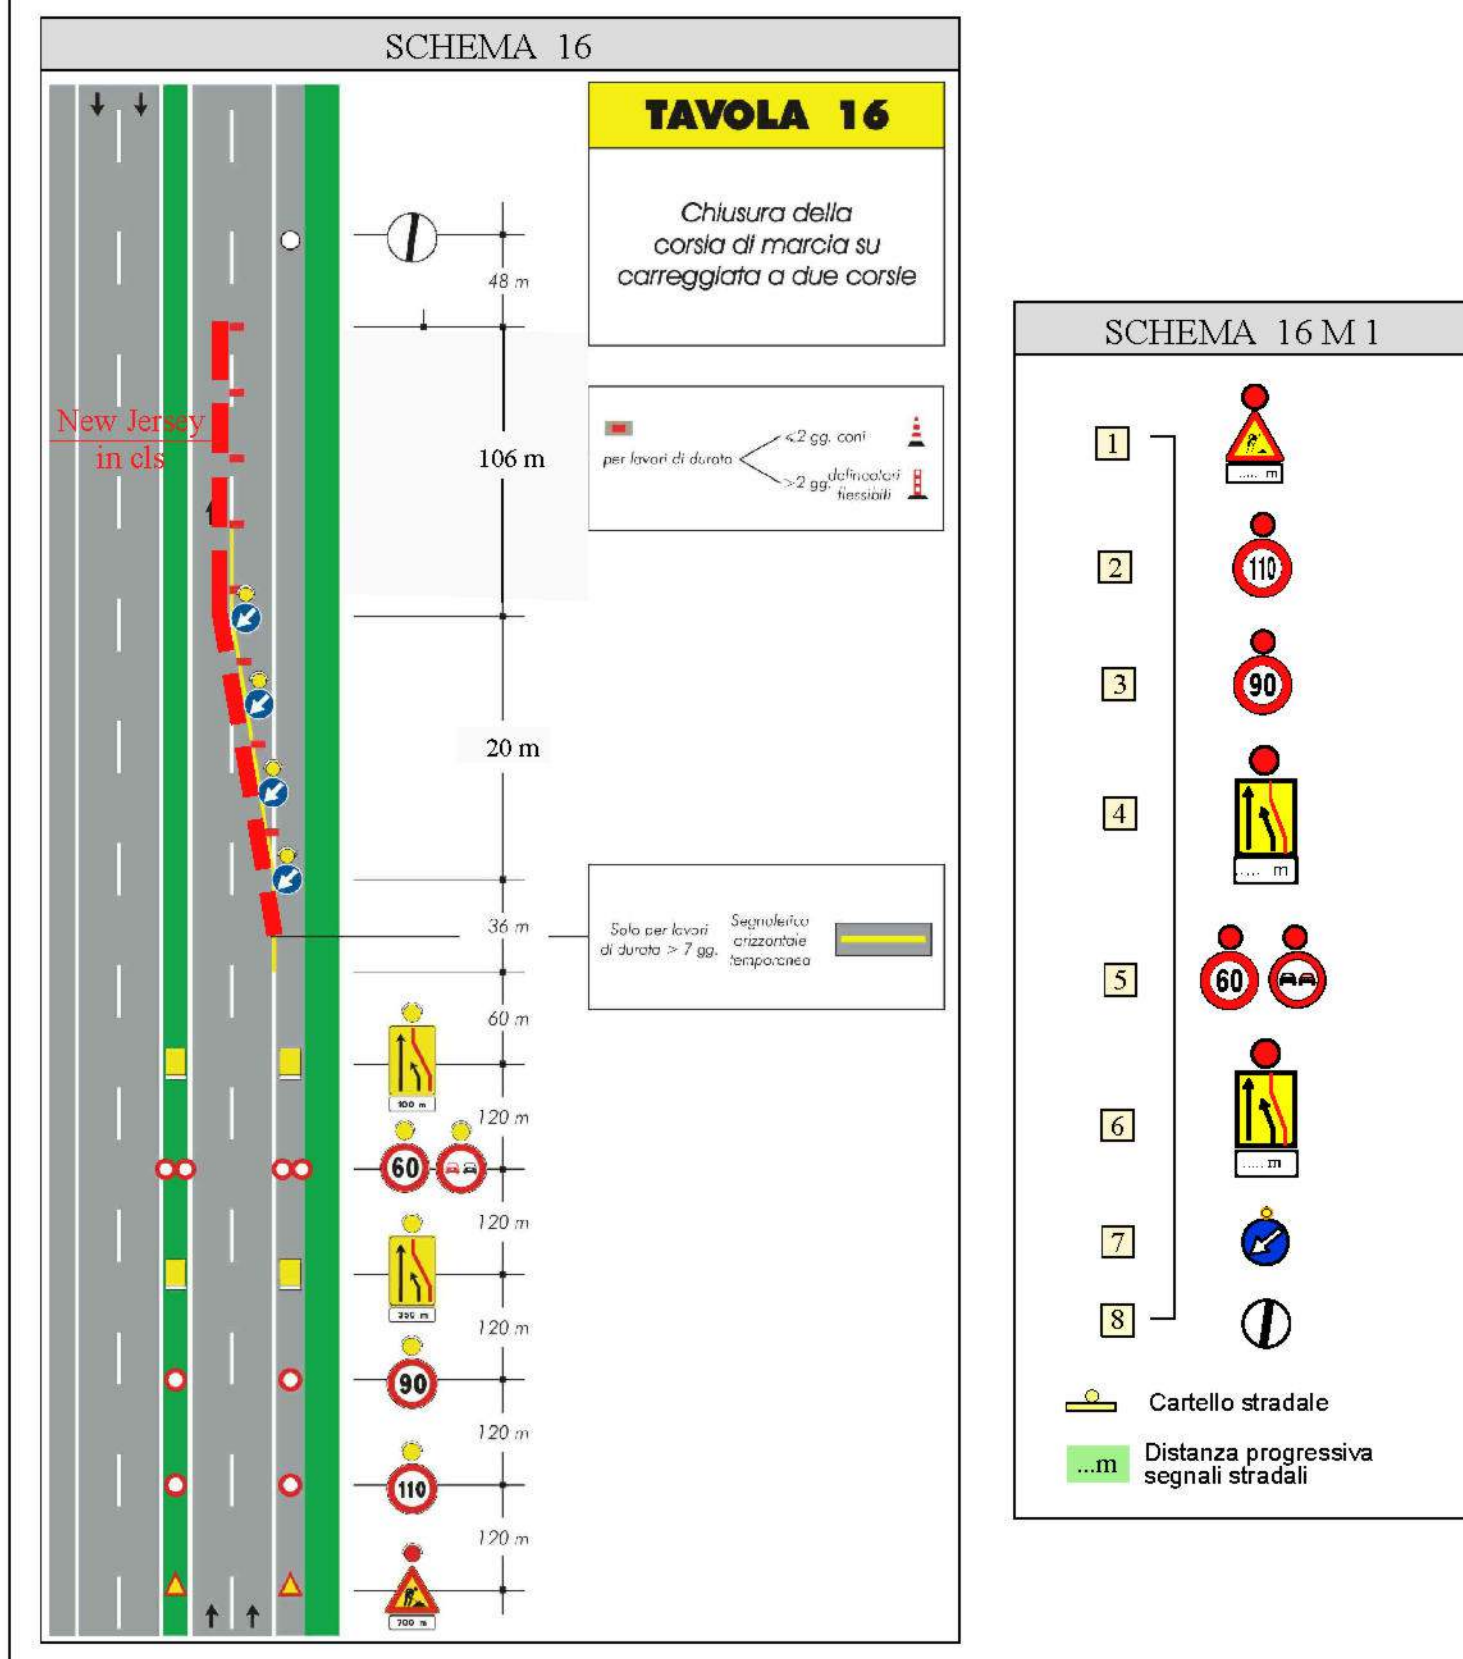 SCHEMA 16
TAVOLA 16
Chiusura della
corsia di marcia su
carreggiata a due corsie
48 m
New Jersey
in cls
106 m
<2 gg. coni
per lavori di durata
>2 gg. delineatori
flessibili
20 m
36 m
Solo per lavori
di durata > 7 gg.
Segnaletica
orizzontale
temporanea
60 m
100 m
120 m
60
120 m
350 m
120 m
90
120 m
110
120 m
700 m
SCHEMA 16 M 1
1
..... m
2
110
3
90
4
..... m
5
60
6
..... m
7
8
Cartello stradale
...m
Distanza progressiva
segnali stradali